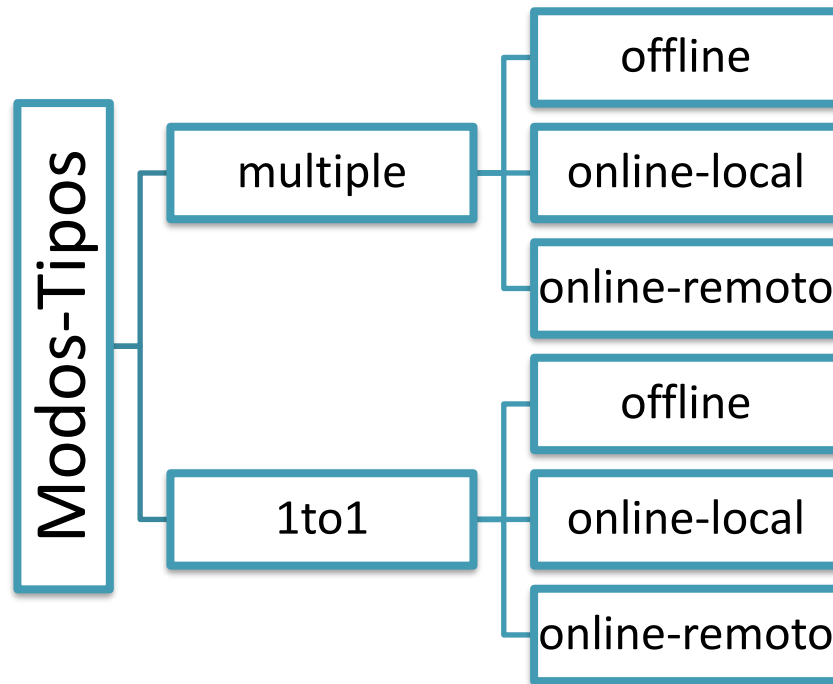 Modos-Tipos
multiple
offline
online-local
online-remoto
1to1
offline
online-local
online-remoto